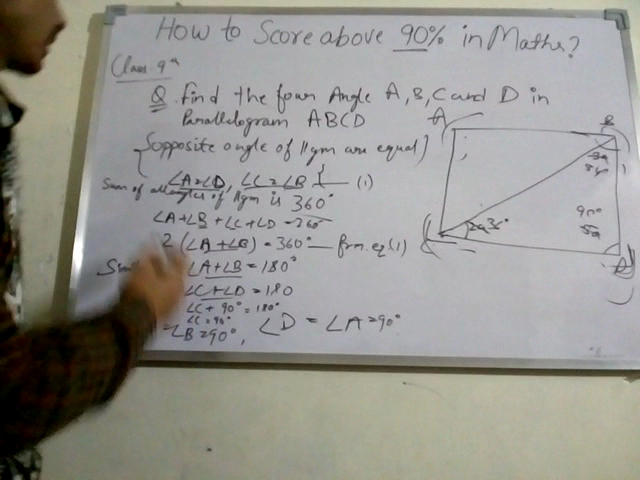 How to Score above 90% in Maths?
Class 9th
Q. Find the four Angle A, B, C and D in
Parallelogram ABCD
Opposite angle of llgm are equal
∠A=∠D, ∠C=∠B (1)
Sum of all angles of llgm is 360°
∠A+∠B+∠C+∠D=360°
2(∠A+∠B)=360° from eq(1)
∠A+∠B=180°
∠C+∠D=180
∠C+90°=180°
∠C=90°
=∠B=90°, ∠D=∠A=90°
A
B
90°